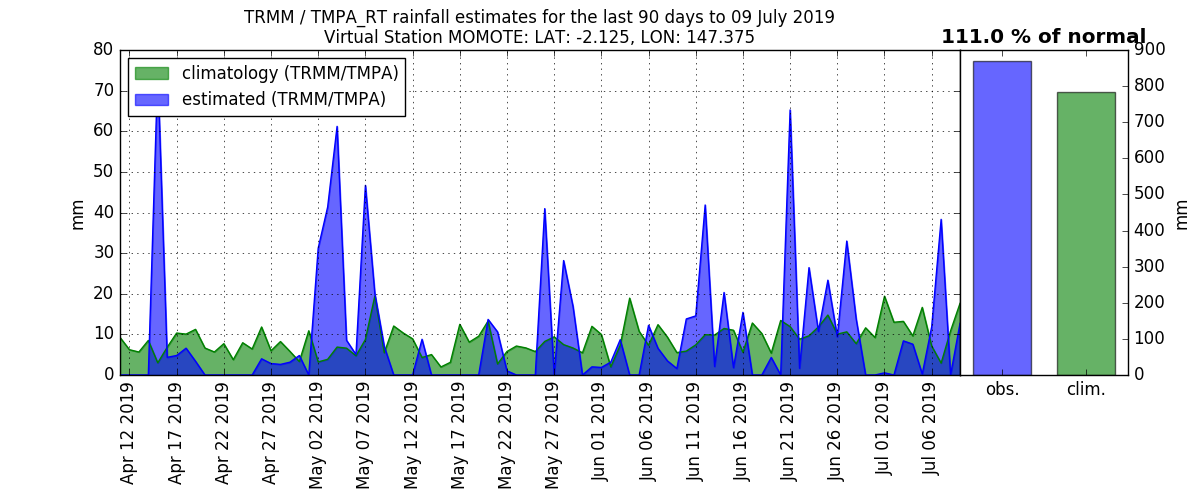 TRMM / TMPA_RT rainfall estimates for the last 90 days to 09 July 2019
Virtual Station MOMOTE: LAT: -2.125, LON: 147.375
111.0 % of normal
climatology (TRMM/TMPA)
estimated (TRMM/TMPA)
80
70
60
50
40
30
20
10
0
mm
Apr 12 2019
Apr 17 2019
Apr 22 2019
Apr 27 2019
May 02 2019
May 07 2019
May 12 2019
May 17 2019
May 22 2019
May 27 2019
Jun 01 2019
Jun 06 2019
Jun 11 2019
Jun 16 2019
Jun 21 2019
Jun 26 2019
Jul 01 2019
Jul 06 2019
obs.
clim.
900
800
700
600
500
400
300
200
100
0
mm